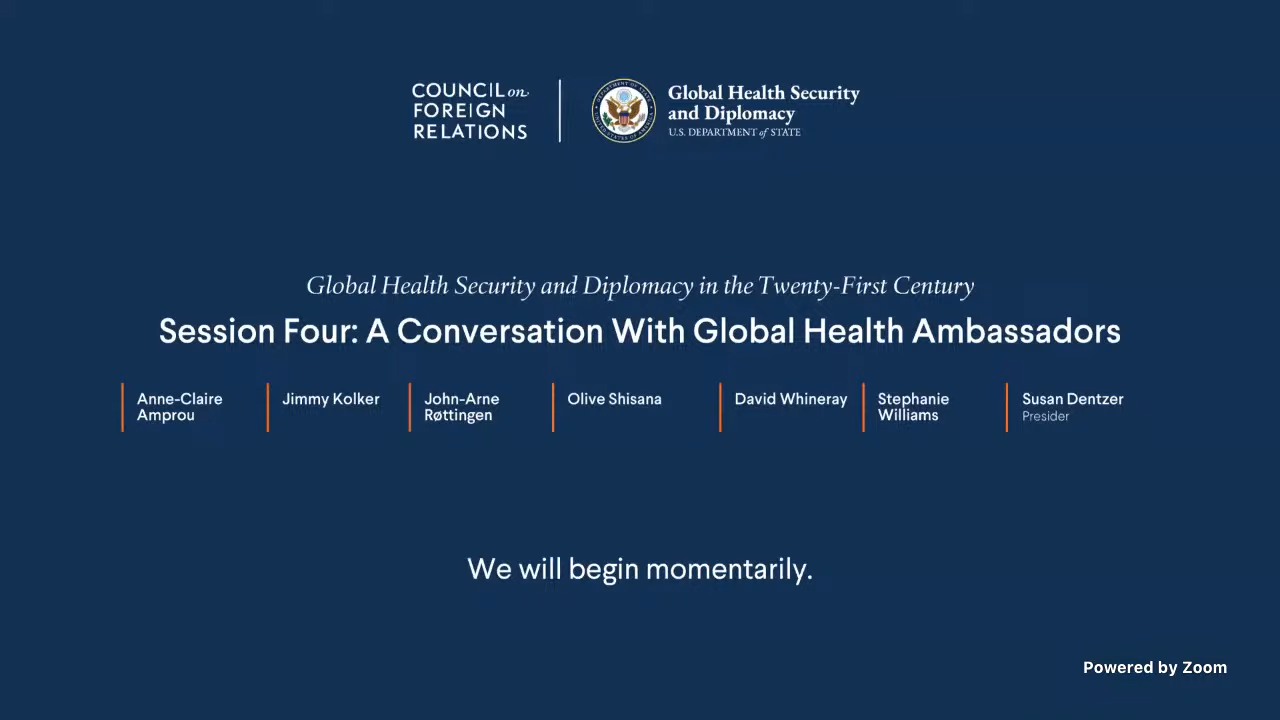 COUNCIL on
FOREIGN
RELATIONS
Global Health Security
and Diplomacy
U.S. DEPARTMENT of STATE
Global Health Security and Diplomacy in the Twenty-First Century
Session Four: A Conversation With Global Health Ambassadors
Anne-Claire
Amprou
Jimmy Kolker
John-Arne
Røttingen
Olive Shisana
David Whineray
Stephanie
Williams
Susan Dentzer
Presider
We will begin momentarily.
Powered by Zoom